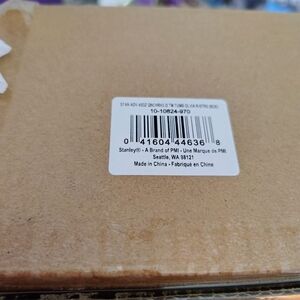 10-10824-970
0 41604 44636 8
Stanley® - A Brand of PMI - Une Marque de PMI
Seattle, WA 98121
Made in China - Fabriqué en Chine